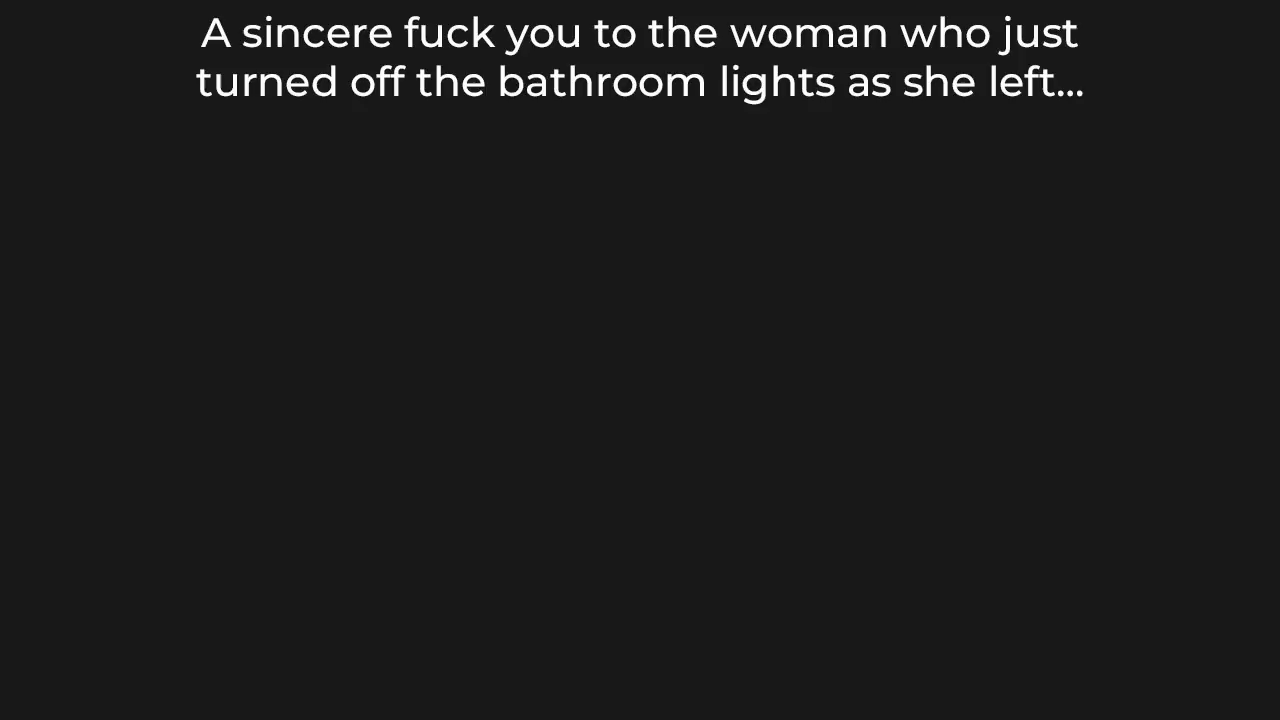 A sincere fuck you to the woman who just
turned off the bathroom lights as she left...